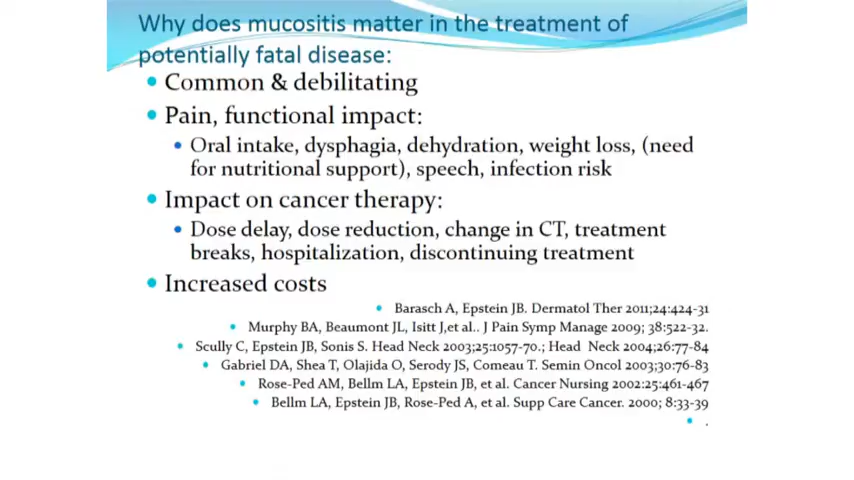 Why does mucositis matter in the treatment of
potentially fatal disease:
• Common & debilitating
• Pain, functional impact:
• Oral intake, dysphagia, dehydration, weight loss, (need
for nutritional support), speech, infection risk
• Impact on cancer therapy:
• Dose delay, dose reduction, change in CT, treatment
breaks, hospitalization, discontinuing treatment
• Increased costs
• Barasch A, Epstein JB. Dermatol Ther 2011;24:424-31
• Murphy BA, Beaumont JL, Isitt J,et al.. J Pain Symp Manage 2009; 38:522-32.
• Scully C, Epstein JB, Sonis S. Head Neck 2003;25:1057-70.; Head Neck 2004;26:77-84
• Gabriel DA, Shea T, Olajida O, Serody JS, Comeau T. Semin Oncol 2003;30:76-83
• Rose-Ped AM, Bellm LA, Epstein JB, et al. Cancer Nursing 2002:25:461-467
• Bellm LA, Epstein JB, Rose-Ped A, et al. Supp Care Cancer. 2000; 8:33-39
• .